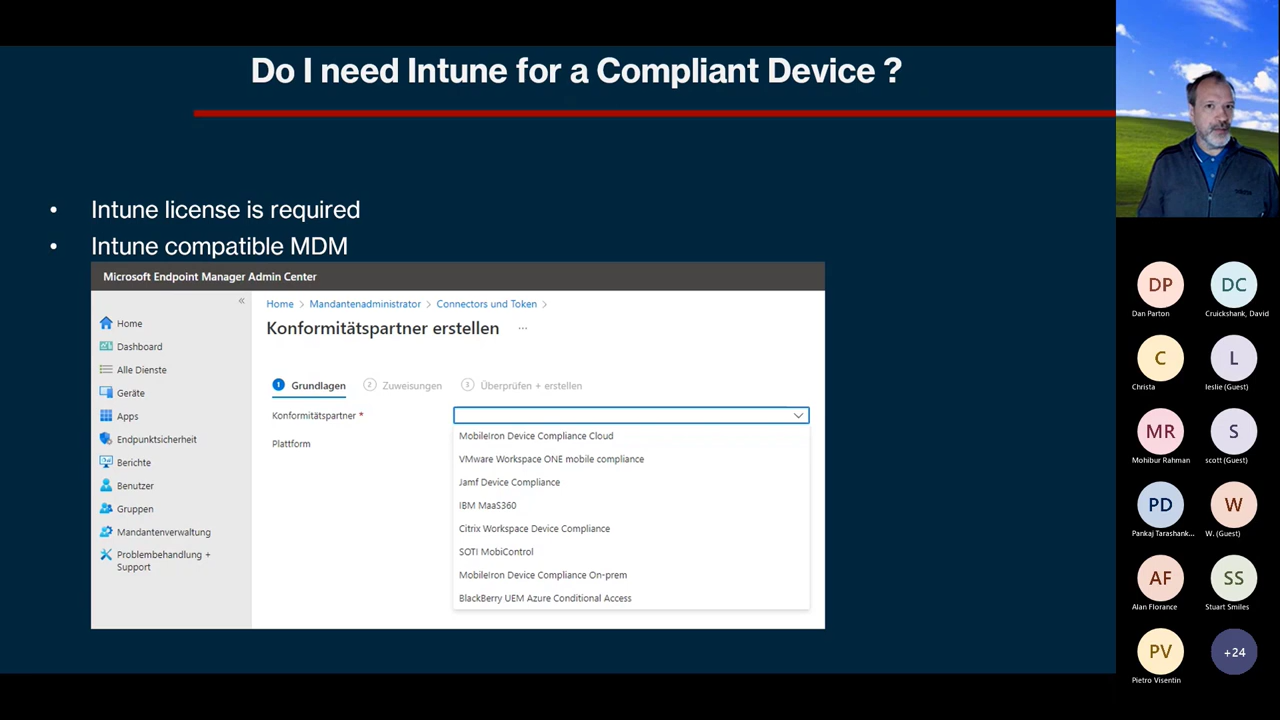 Do I need Intune for a Compliant Device ?
• Intune license is required
• Intune compatible MDM
Microsoft Endpoint Manager Admin Center
«
Home
Dashboard
Alle Dienste
Geräte
Apps
Endpunktsicherheit
Berichte
Benutzer
Gruppen
Mandantenverwaltung
Problembehandlung +
Support
Home > Mandantenadministrator > Connectors und Token >
Konformitätspartner erstellen ...
1 Grundlagen 2 Zuweisungen 3 Überprüfen + erstellen
Konformitätspartner *
Plattform
MobileIron Device Compliance Cloud
VMware Workspace ONE mobile compliance
Jamf Device Compliance
IBM MaaS360
Citrix Workspace Device Compliance
SOTI MobiControl
MobileIron Device Compliance On-prem
BlackBerry UEM Azure Conditional Access
DP DC
Dan Parton Cruickshank, David
C L
Christa leslie (Guest)
MR S
Mohibur Rahman scott (Guest)
PD W
Pankaj Tarashank... W. (Guest)
AF SS
Alan Florance Stuart Smiles
PV +24
Pietro Visentin